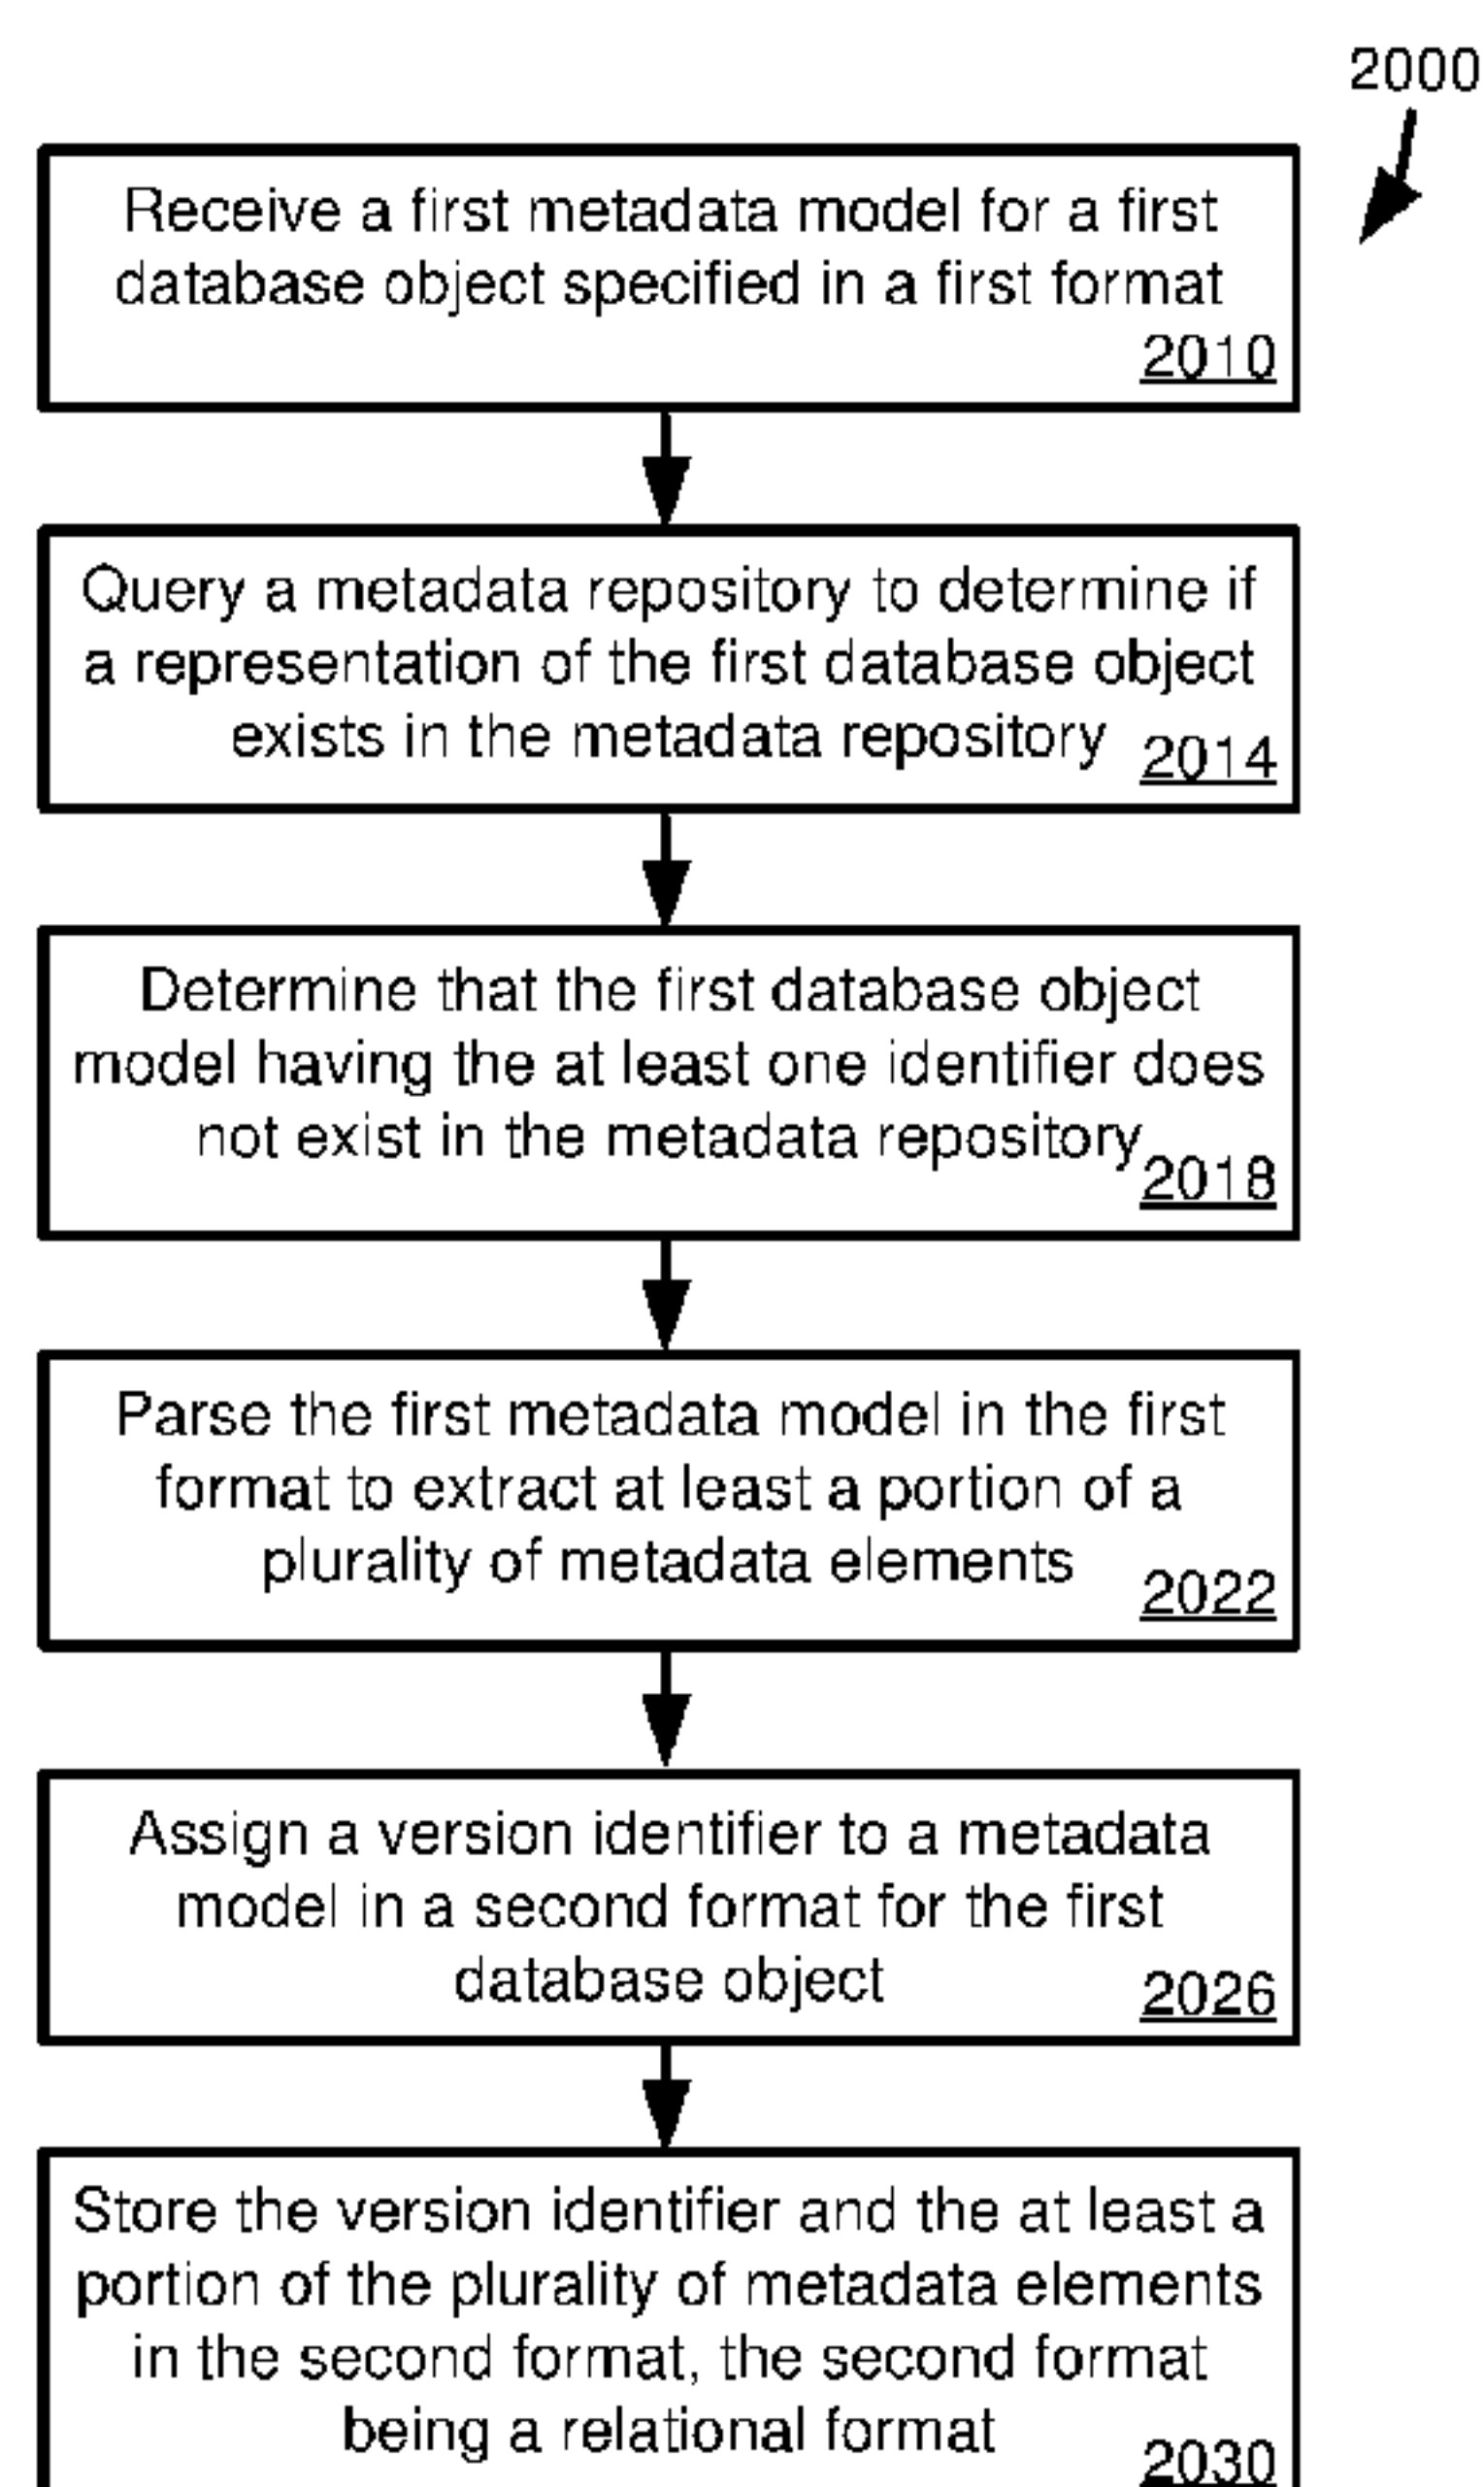 2000
Receive a first metadata model for a first
database object specified in a first format
2010
Query a metadata repository to determine if
a representation of the first database object
exists in the metadata repository
2014
Determine that the first database object
model having the at least one identifier does
not exist in the metadata repository
2018
Parse the first metadata model in the first
format to extract at least a portion of a
plurality of metadata elements
2022
Assign a version identifier to a metadata
model in a second format for the first
database object
2026
Store the version identifier and the at least a
portion of the plurality of metadata elements
in the second format, the second format
being a relational format
2030